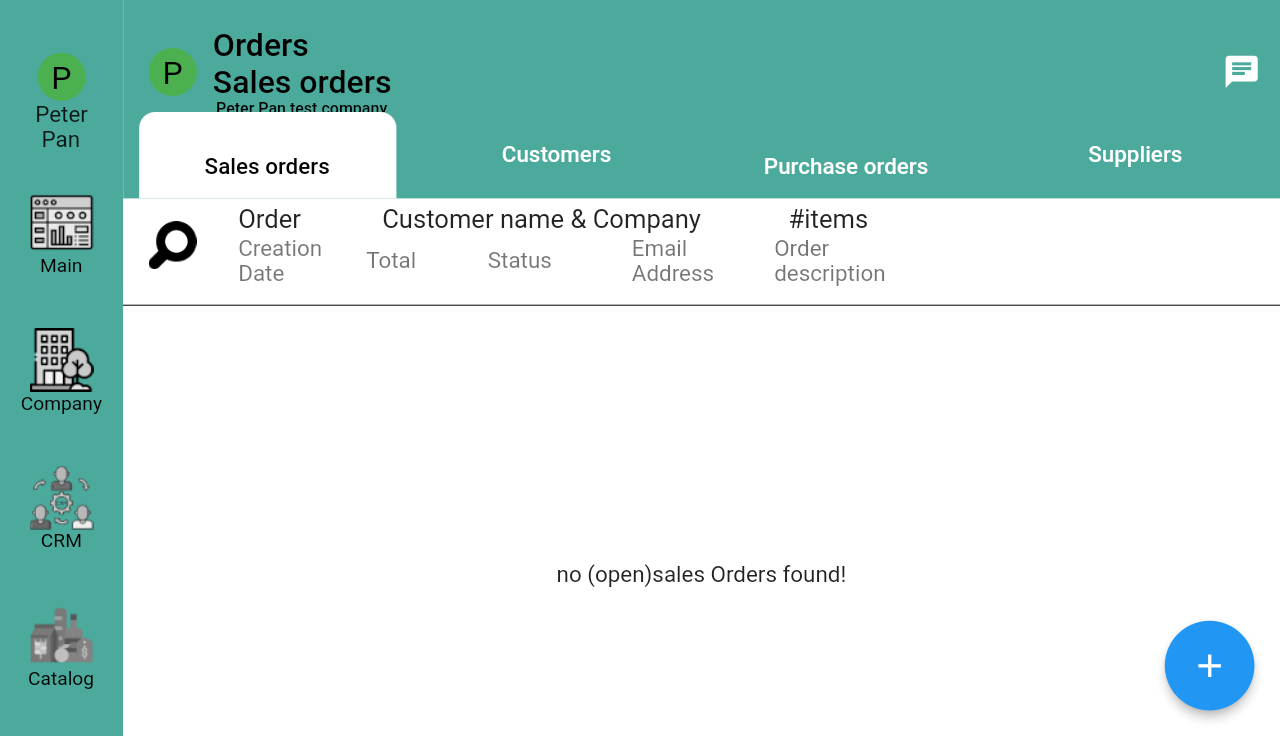 P
Peter
Pan
Main
Company
CRM
Catalog
P
Orders
Sales orders
Peter Pan test company
Sales orders
Customers
Purchase orders
Suppliers
Order Customer name & Company #items
Creation Date Total Status Email Address Order description
no (open)sales Orders found!
+